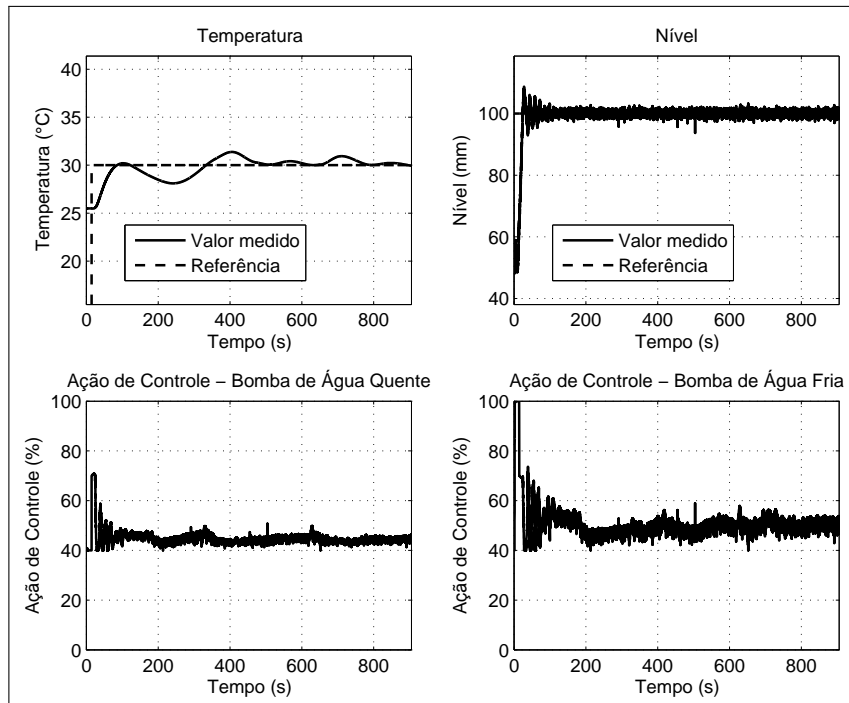 Temperatura
Temperatura (°C)
40
35
30
25
20
Valor medido
Referência
0 200 400 600 800
Tempo (s)
Nível
Nível (mm)
120
100
80
60
40
Valor medido
Referência
0 200 400 600 800
Tempo (s)
Ação de Controle – Bomba de Água Quente
Ação de Controle (%)
100
80
60
40
20
0
0 200 400 600 800
Tempo (s)
Ação de Controle – Bomba de Água Fria
Ação de Controle (%)
100
80
60
40
20
0
0 200 400 600 800
Tempo (s)